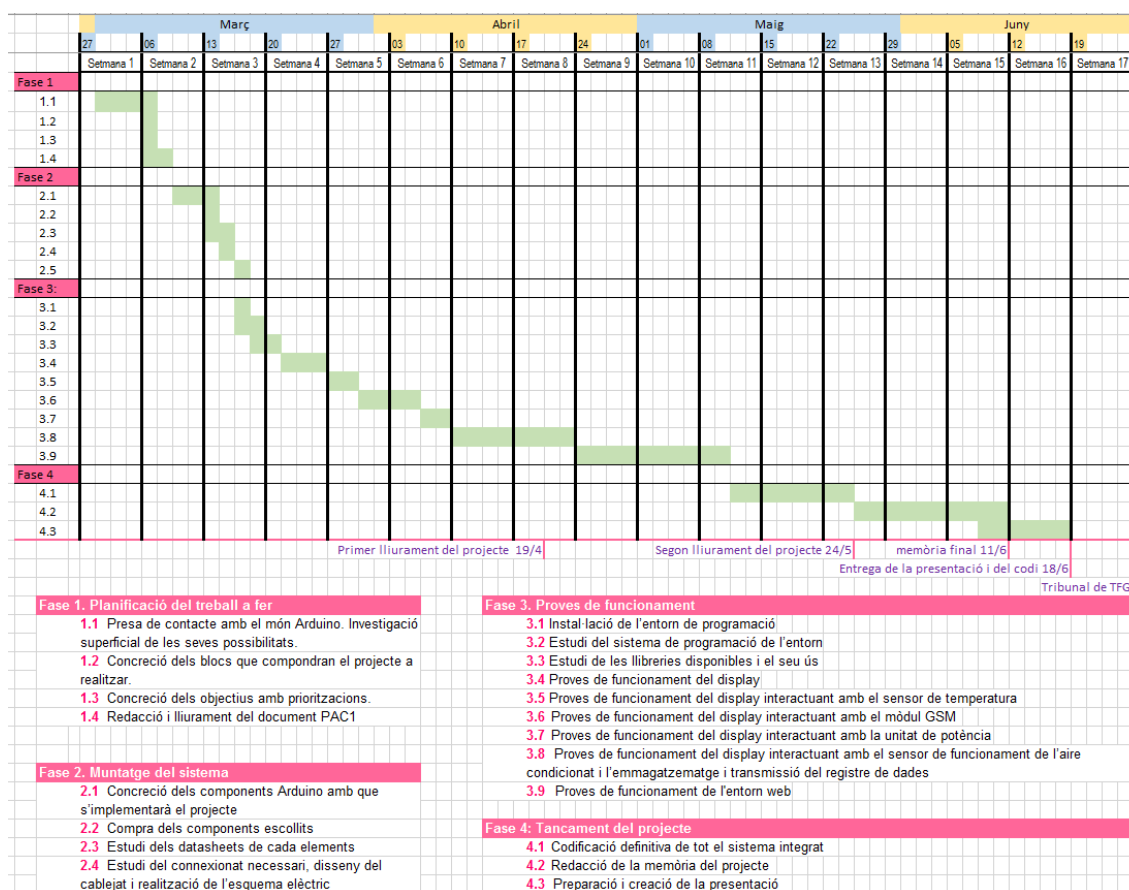 Març Abril Maig Juny
27 06 13 20 27 03 10 17 24 01 08 15 22 29 05 12 19
Setmana 1 Setmana 2 Setmana 3 Setmana 4 Setmana 5 Setmana 6 Setmana 7 Setmana 8 Setmana 9 Setmana 10 Setmana 11 Setmana 12 Setmana 13 Setmana 14 Setmana 15 Setmana 16 Setmana 17
Fase 1
1.1
1.2
1.3
1.4
Fase 2
2.1
2.2
2.3
2.4
2.5
Fase 3:
3.1
3.2
3.3
3.4
3.5
3.6
3.7
3.8
3.9
Fase 4
4.1
4.2
4.3
Primer lliurament del projecte 19/4
Segon lliurament del projecte 24/5
memòria final 11/6
Entrega de la presentació i del codi 18/6
Tribunal de TFG
Fase 1. Planificació del treball a fer
1.1 Presa de contacte amb el món Arduino. Investigació
superficial de les seves possibilitats.
1.2 Concreció dels blocs que compondran el projecte a
realitzar.
1.3 Concreció dels objectius amb prioritzacions.
1.4 Redacció i lliurament del document PAC1
Fase 2. Muntatge del sistema
2.1 Concreció dels components Arduino amb que
s'implementarà el projecte
2.2 Compra dels components escollits
2.3 Estudi dels datasheets de cada elements
2.4 Estudi del connexionat necessari, disseny del
cablejat i realització de l'esquema elèctric
Fase 3. Proves de funcionament
3.1 Instal·lació de l'entorn de programació
3.2 Estudi del sistema de programació de l'entorn
3.3 Estudi de les llibreries disponibles i el seu ús
3.4 Proves de funcionament del display
3.5 Proves de funcionament del display interactuant amb el sensor de temperatura
3.6 Proves de funcionament del display interactuant amb el mòdul GSM
3.7 Proves de funcionament del display interactuant amb la unitat de potència
3.8 Proves de funcionament del display interactuant amb el sensor de funcionament de l'aire
condicionat i l'emmagatzematge i transmissió del registre de dades
3.9 Proves de funcionament de l'entorn web
Fase 4: Tancament del projecte
4.1 Codificació definitiva de tot el sistema integrat
4.2 Redacció de la memòria del projecte
4.3 Preparació i creació de la presentació